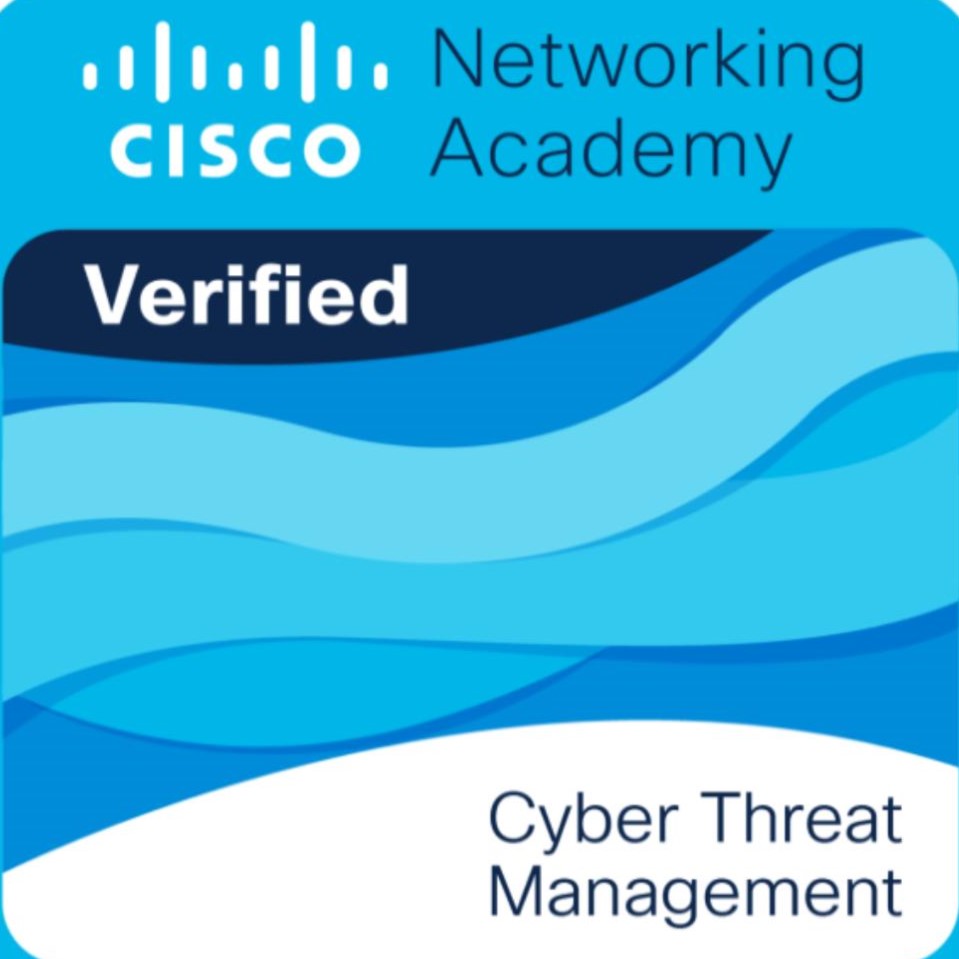 CISCO
Networking
Academy
Verified
Cyber Threat
Management